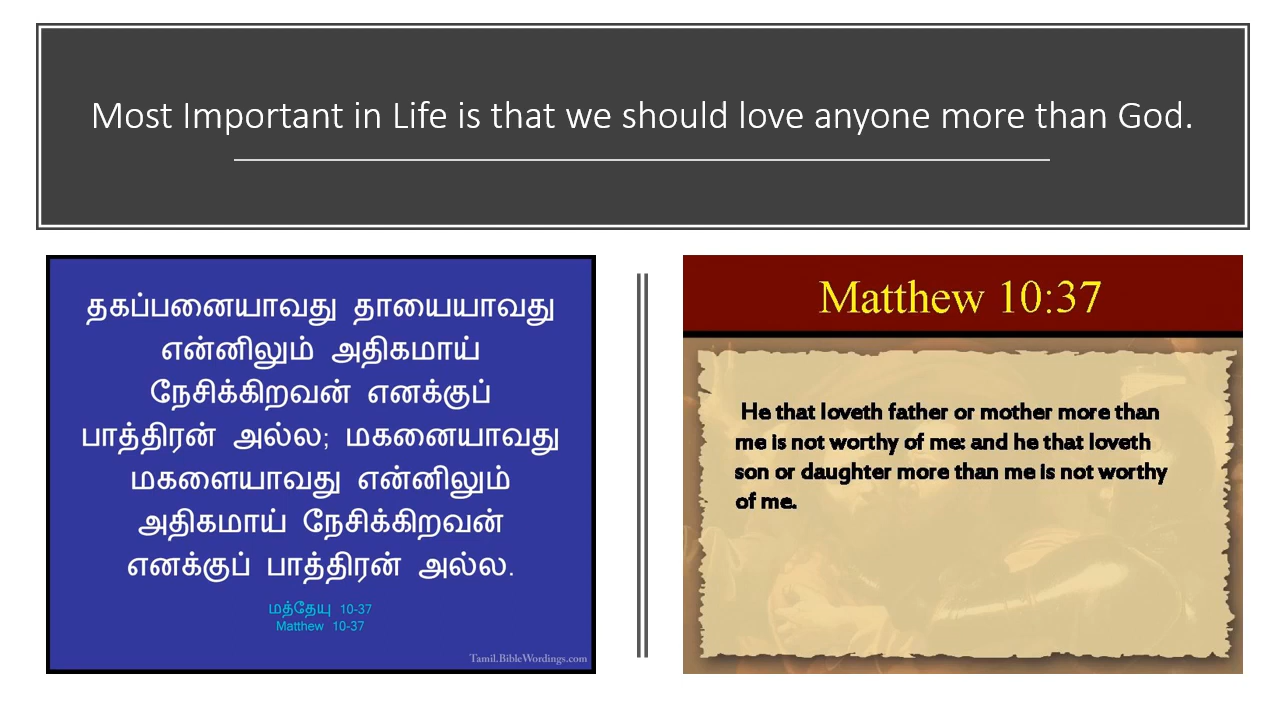 Most Important in Life is that we should love anyone more than God.
தகப்பனையாவது தாயையாவது
என்னிலும் அதிகமாய்
நேசிக்கிறவன் எனக்குப்
பாத்திரன் அல்ல; மகனையாவது
மகளையாவது என்னிலும்
அதிகமாய் நேசிக்கிறவன்
எனக்குப் பாத்திரன் அல்ல.
மத்தேயு 10-37
Matthew 10-37
Tamil.BibleWordings.com
Matthew 10:37
He that loveth father or mother more than
me is not worthy of me: and he that loveth
son or daughter more than me is not worthy
of me.